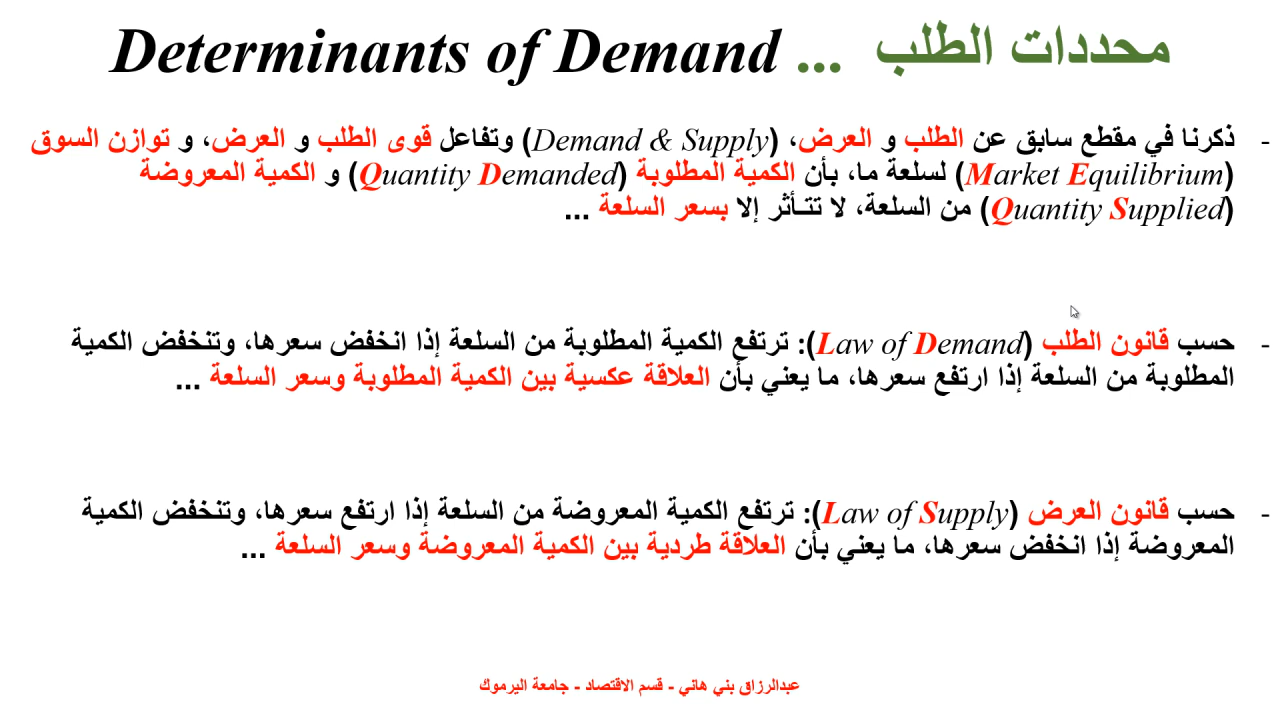 محددات الطلب ... Determinants of Demand
- ذكرنا في مقطع سابق عن الطلب و العرض، (Demand & Supply) وتفاعل قوى الطلب و العرض، و توازن السوق
(Market Equilibrium) لسلعة ما، بأن الكمية المطلوبة (Quantity Demanded) و الكمية المعروضة
(Quantity Supplied) من السلعة، لا تتـأثر إلا بسعر السلعة ...
- حسب قانون الطلب (Law of Demand): ترتفع الكمية المطلوبة من السلعة إذا انخفض سعرها، وتنخفض الكمية
المطلوبة من السلعة إذا ارتفع سعرها، ما يعني بأن العلاقة عكسية بين الكمية المطلوبة وسعر السلعة ...
- حسب قانون العرض (Law of Supply): ترتفع الكمية المعروضة من السلعة إذا ارتفع سعرها، وتنخفض الكمية
المعروضة إذا انخفض سعرها، ما يعني بأن العلاقة طردية بين الكمية المعروضة وسعر السلعة ...
عبدالرزاق بني هاني - قسم الاقتصاد - جامعة اليرموك